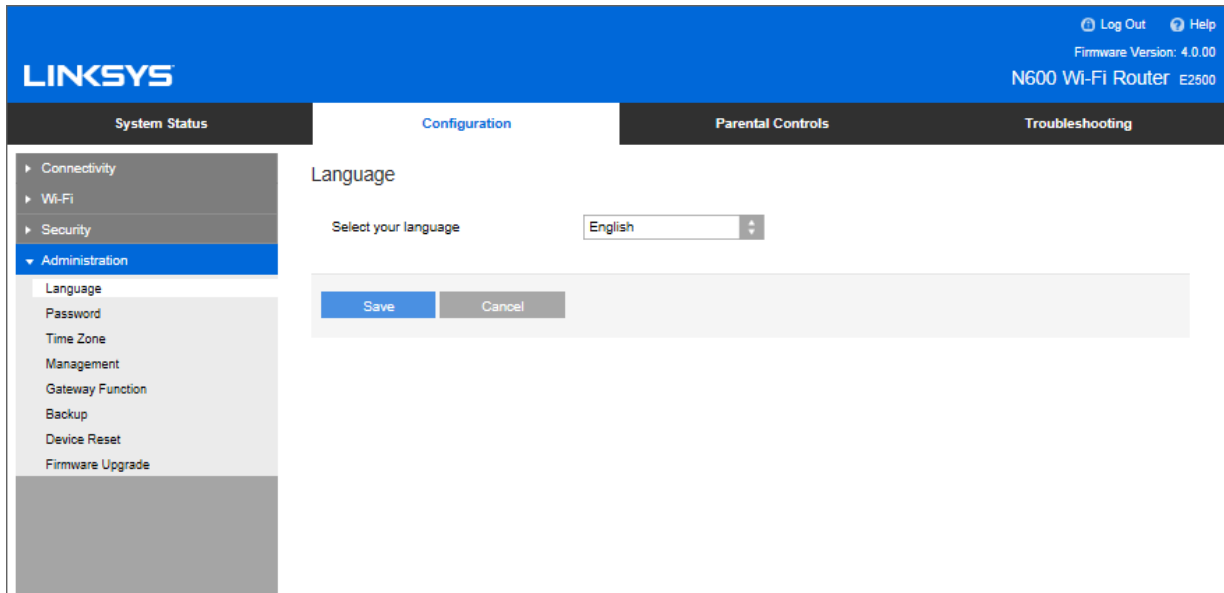 Log Out Help
Firmware Version: 4.0.00
LINKSYS
N600 Wi-Fi Router E2500
System Status Configuration Parental Controls Troubleshooting
Connectivity
Wi-Fi
Security
Administration
Language
Password
Time Zone
Management
Gateway Function
Backup
Device Reset
Firmware Upgrade
Language
Select your language English
Save Cancel